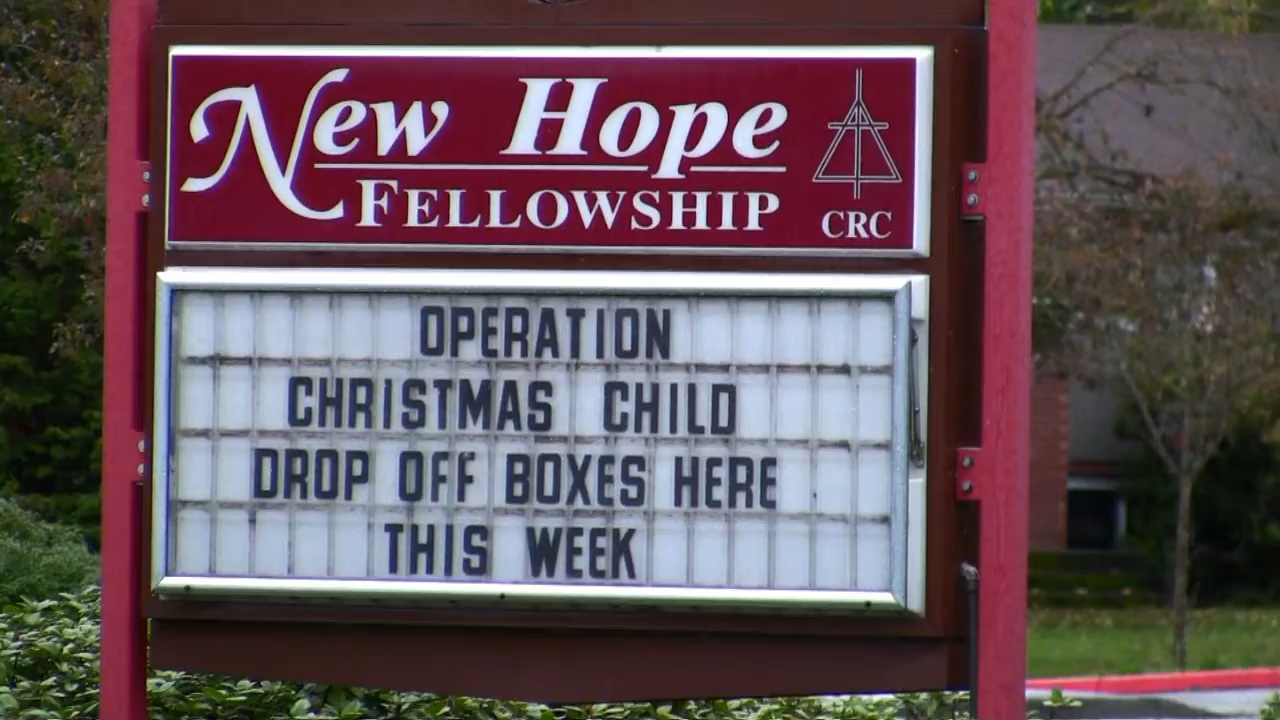 New Hope
FELLOWSHIP
CRC
OPERATION
CHRISTMAS CHILD
DROP OFF BOXES HERE
THIS WEEK